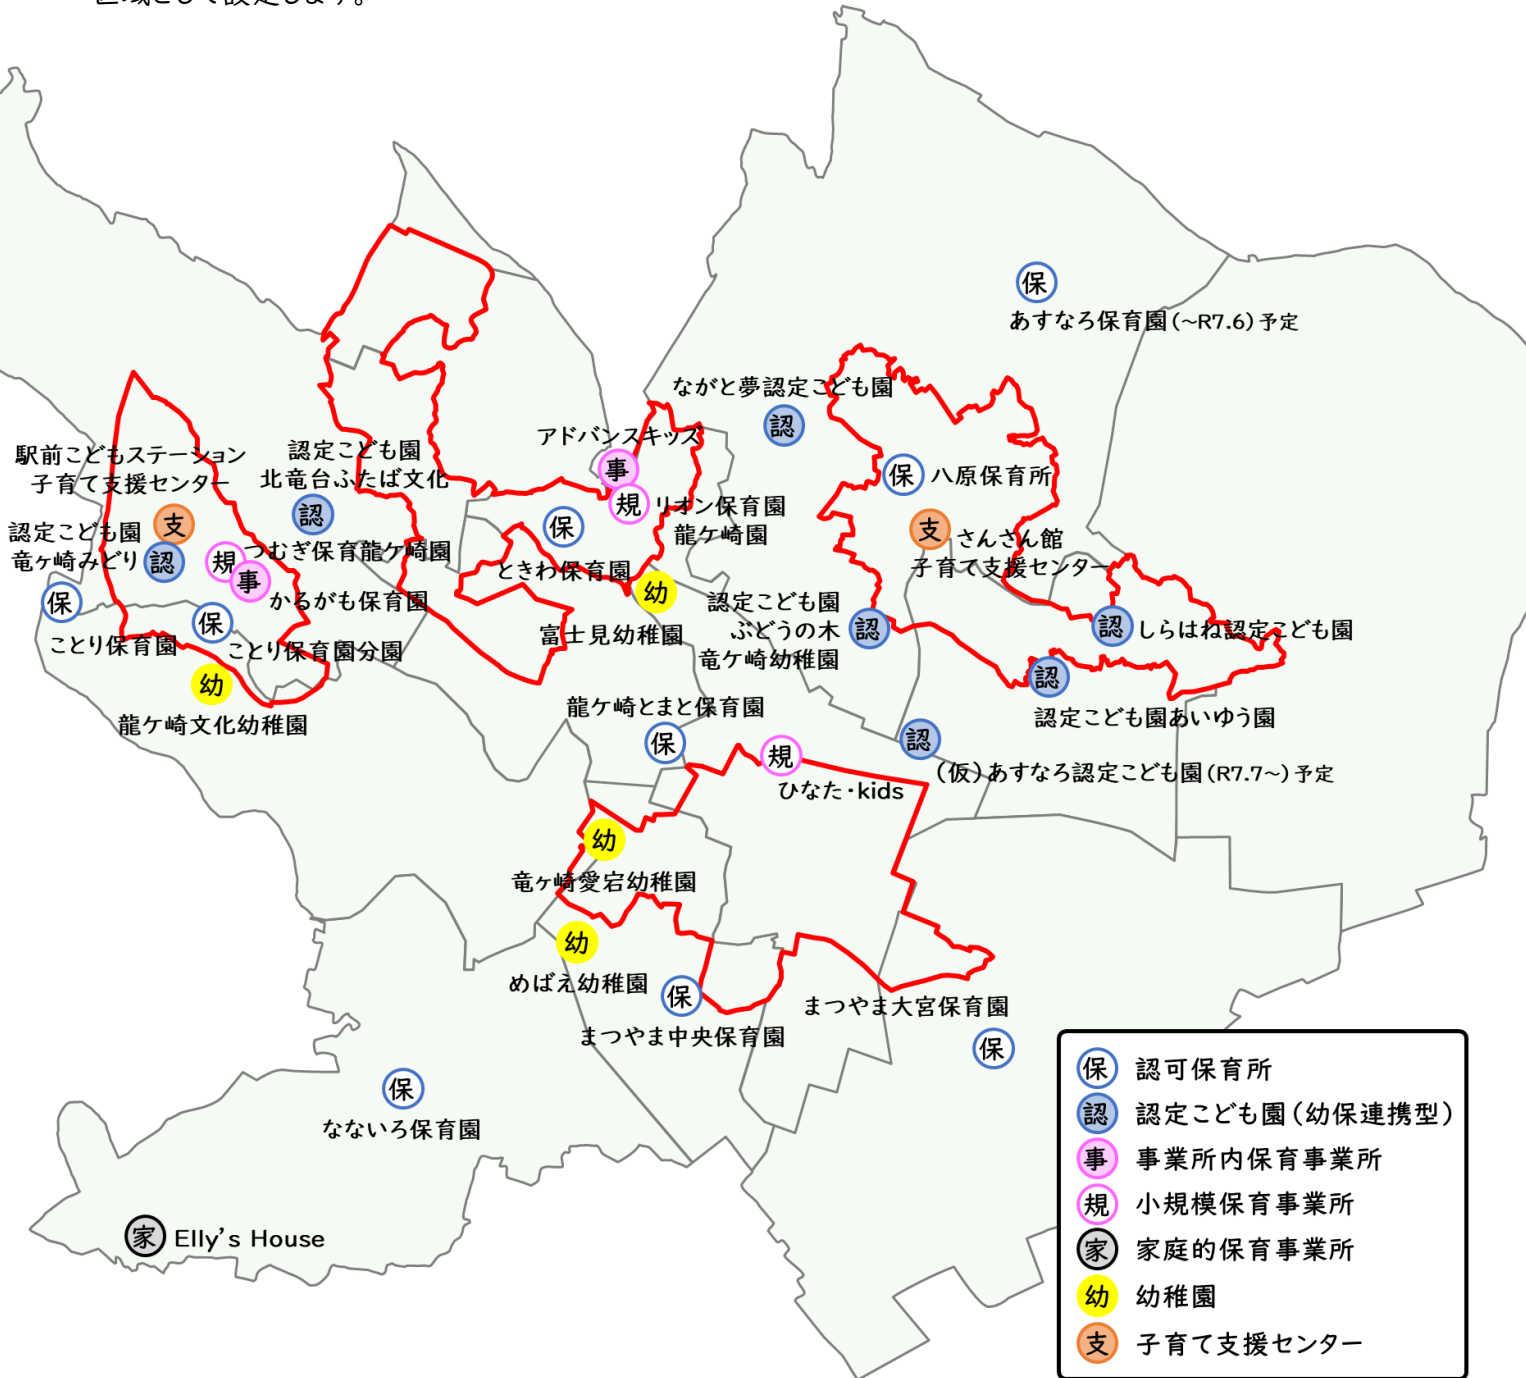 区域として設定します。
保
あすなろ保育園(～R7.6)予定
ながと夢認定こども園
認
アドバンスキッズ
事
規
リオン保育園
龍ケ崎園
保
ときわ保育園
幼
富士見幼稚園
保
八原保育所
支
さんさん館
子育て支援センター
駅前こどもステーション
子育て支援センター
支
認定こども園
北竜台ふたば文化
認
認定こども園
竜ヶ崎みどり
認
規
つむぎ保育龍ケ崎園
事
かるがも保育園
保
ことり保育園
保
ことり保育園分園
幼
龍ケ崎文化幼稚園
認定こども園
ぶどうの木
竜ケ崎幼稚園
認
認
しらはね認定こども園
認
認定こども園あいゆう園
龍ケ崎とまと保育園
保
規
ひなた・kids
認
(仮)あすなろ認定こども園(R7.7～)予定
幼
竜ヶ崎愛宕幼稚園
幼
めばえ幼稚園
保
まつやま中央保育園
まつやま大宮保育園
保
保
なないろ保育園
家
Elly's House
保 認可保育所
認 認定こども園(幼保連携型)
事 事業所内保育事業所
規 小規模保育事業所
家 家庭的保育事業所
幼 幼稚園
支 子育て支援センター